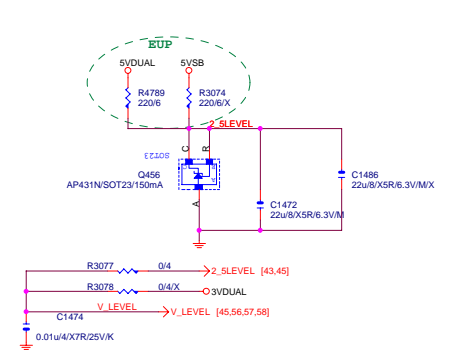 EUP
5VDUAL 5VSB
R4789 R3074
220/6 220/6/X
2_5LEVEL
SOT23
C R
Q456
AP431N/SOT23/150mA
A
C1486
22u/8/X5R/6.3V/M/X
C1472
22u/8/X5R/6.3V/M
R3077 0/4 2_5LEVEL [43,45]
R3078 0/4/X 3VDUAL
V_LEVEL V_LEVEL [45,56,57,58]
C1474
0.01u/4/X7R/25V/K